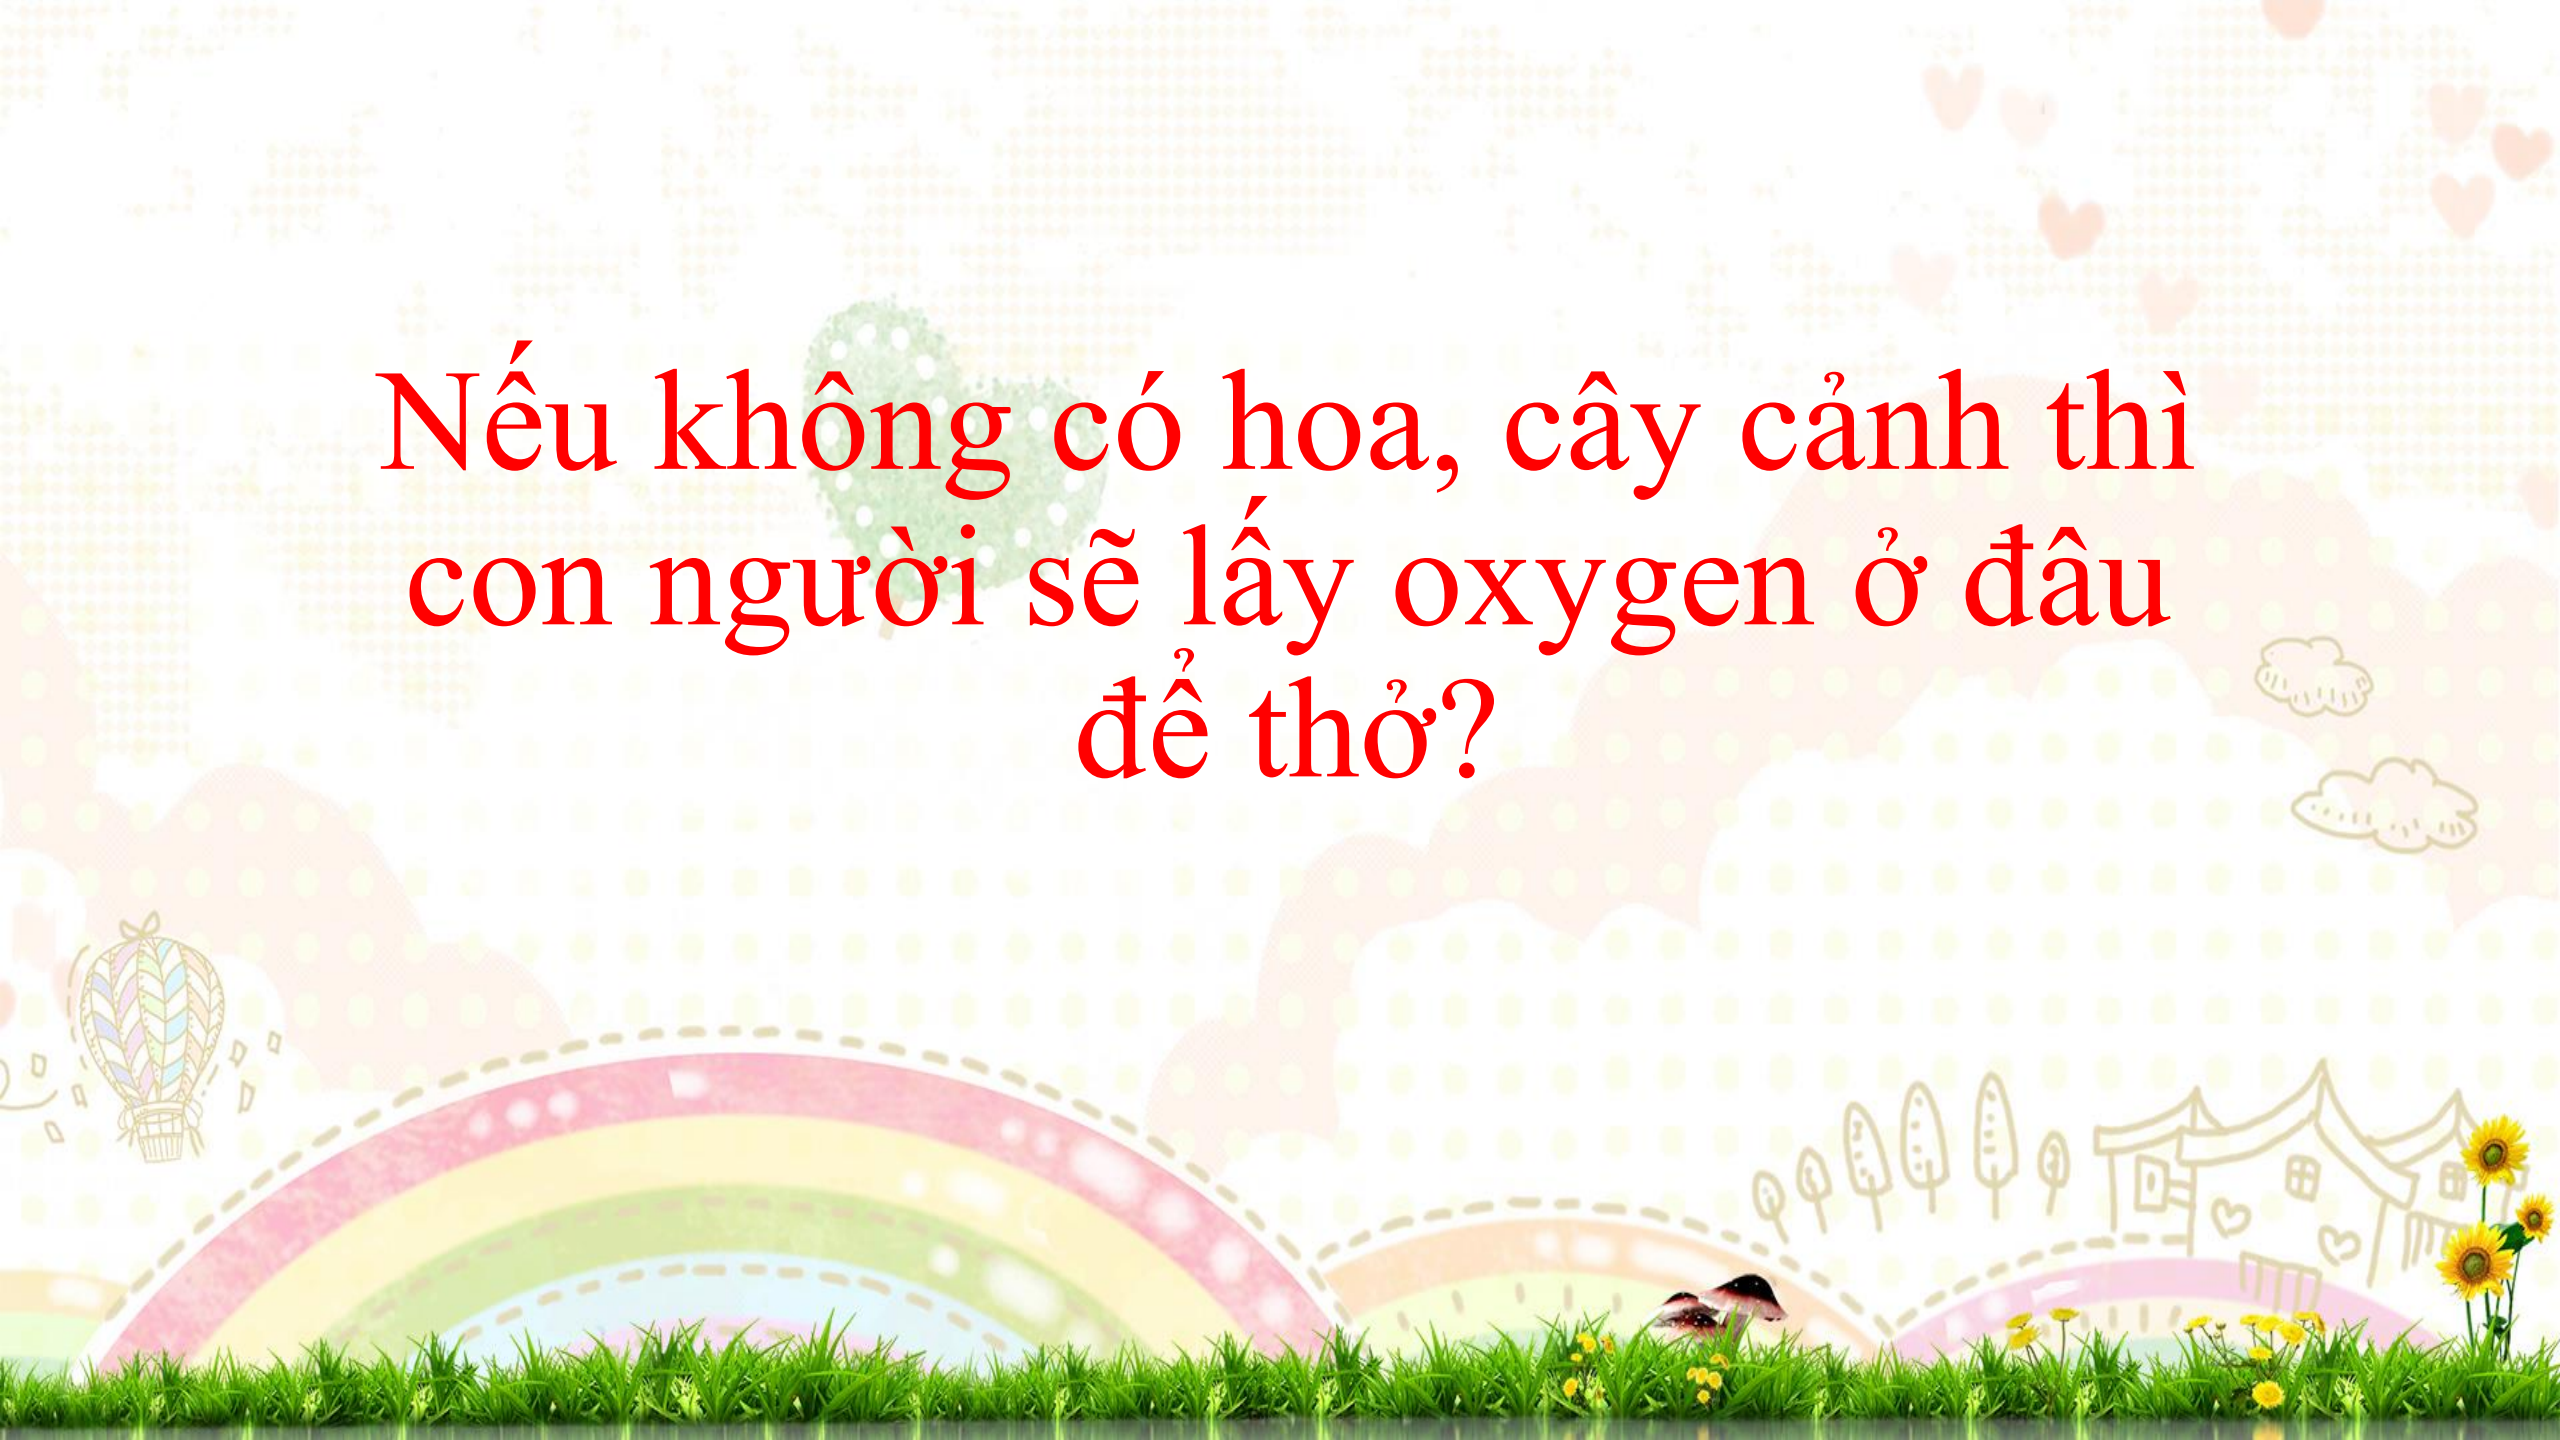 Nếu không có hoa, cây cảnh thì
con người sẽ lấy oxygen ở đâu
để thở?